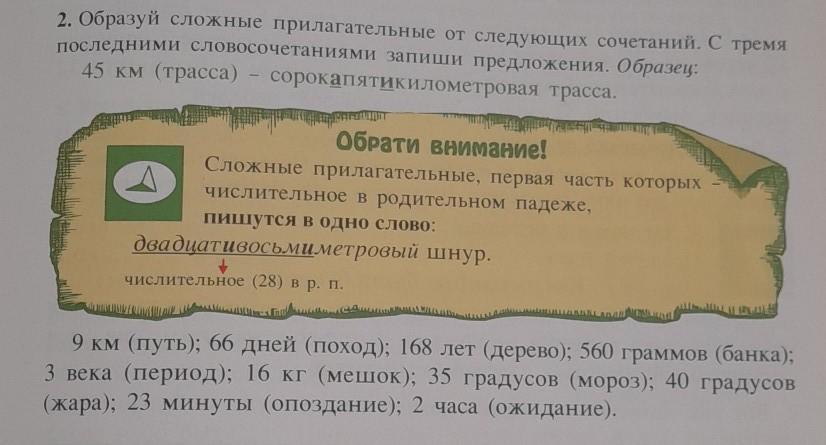 2. Образуй сложные прилагательные от следующих сочетаний. С тремя
последними словосочетаниями запиши предложения. Образец:
45 км (трасса) – сорокапятикилометровая трасса.
Обрати внимание!
Сложные прилагательные, первая часть которых –
числительное в родительном падеже,
пишутся в одно слово:
двадцативосьмиметровый шнур.
числительное (28) в р. п.
9 км (путь); 66 дней (поход); 168 лет (дерево); 560 граммов (банка);
3 века (период); 16 кг (мешок); 35 градусов (мороз); 40 градусов
(жара); 23 минуты (опоздание); 2 часа (ожидание).